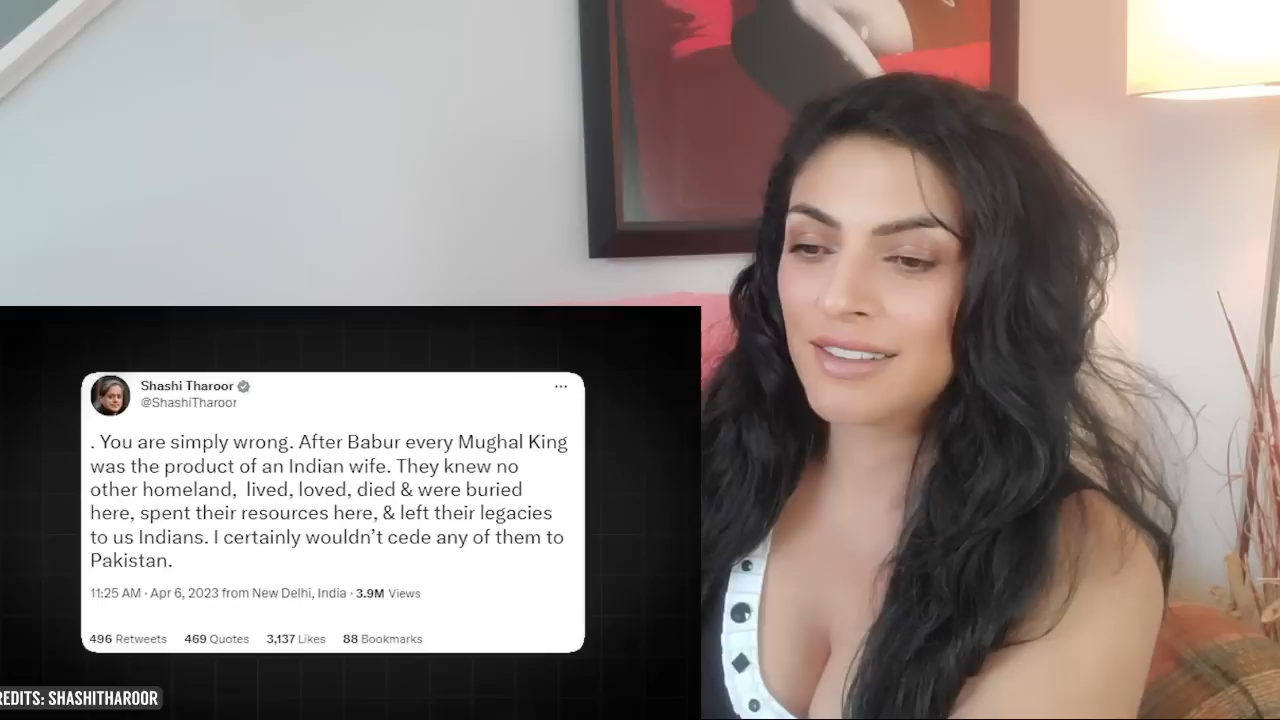 Shashi Tharoor
@ShashiTharoor
. You are simply wrong. After Babur every Mughal King
was the product of an Indian wife. They knew no
other homeland, lived, loved, died & were buried
here, spent their resources here, & left their legacies
to us Indians. I certainly wouldn't cede any of them to
Pakistan.
11:25 AM · Apr 6, 2023 from New Delhi, India · 3.9M Views
496 Retweets 469 Quotes 3,137 Likes 88 Bookmarks
REDITS: SHASHITHAROOR